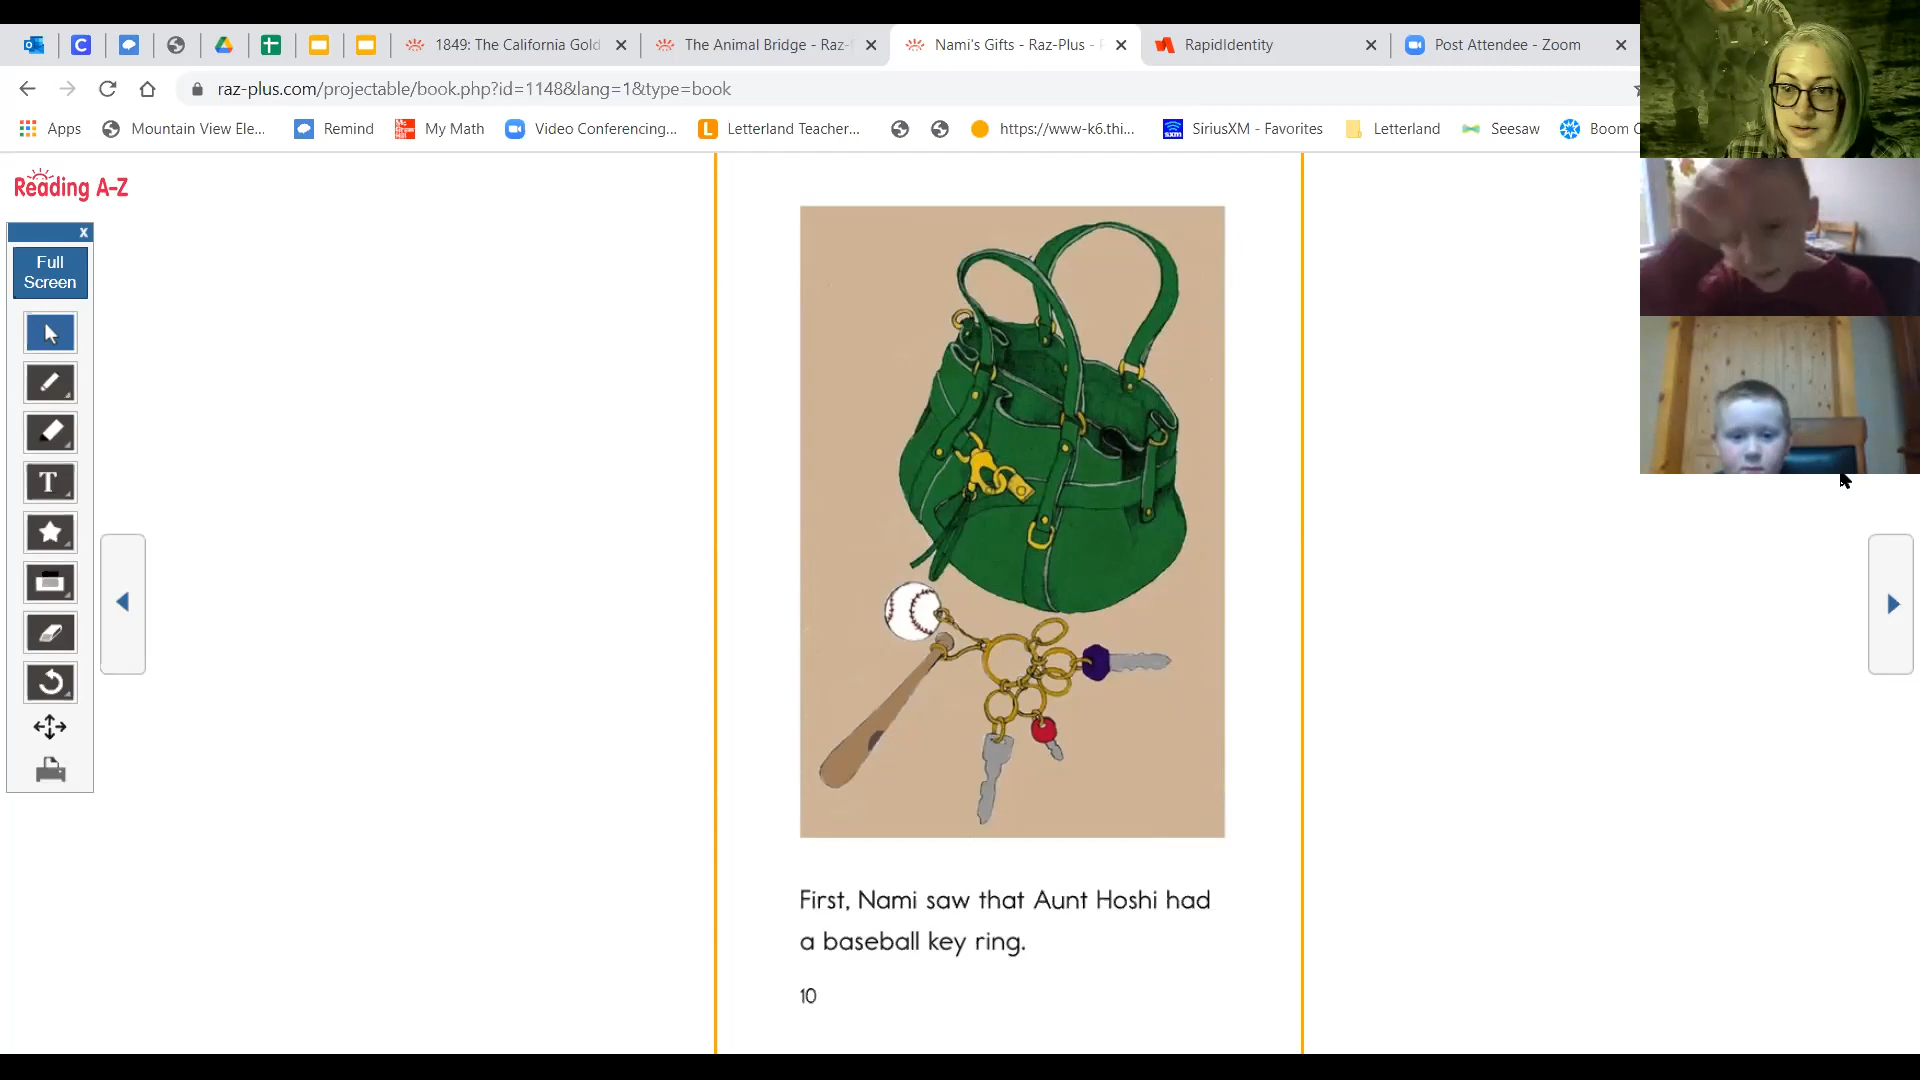 1849: The California Gold
The Animal Bridge - Raz-
Nami's Gifts - Raz-Plus -
RapidIdentity
Post Attendee - Zoom
raz-plus.com/projectable/book.php?id=1148&lang=1&type=book
Apps
Mountain View Ele...
Remind
My Math
Video Conferencing...
Letterland Teacher...
https://www-k6.thi...
SiriusXM - Favorites
Letterland
Seesaw
Boom
Reading A-Z
x
Full
Screen
T
First, Nami saw that Aunt Hoshi had
a baseball key ring.
10